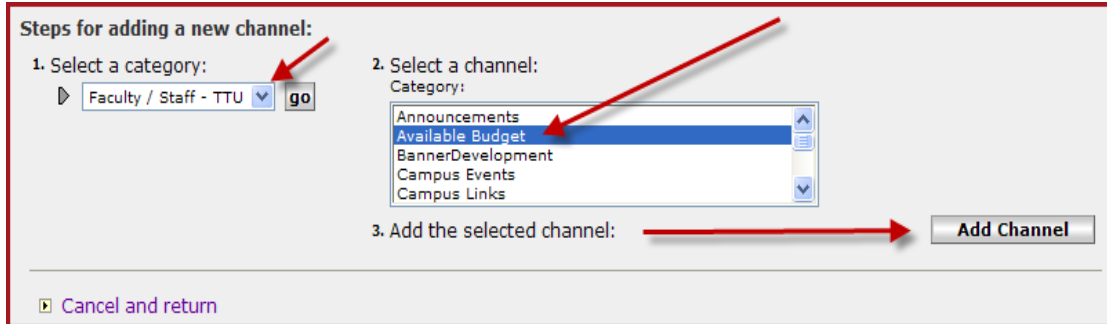 Steps for adding a new channel:
1. Select a category:
Faculty / Staff - TTU
go
2. Select a channel:
Category:
Announcements
Available Budget
BannerDevelopment
Campus Events
Campus Links
3. Add the selected channel:
Add Channel
Cancel and return